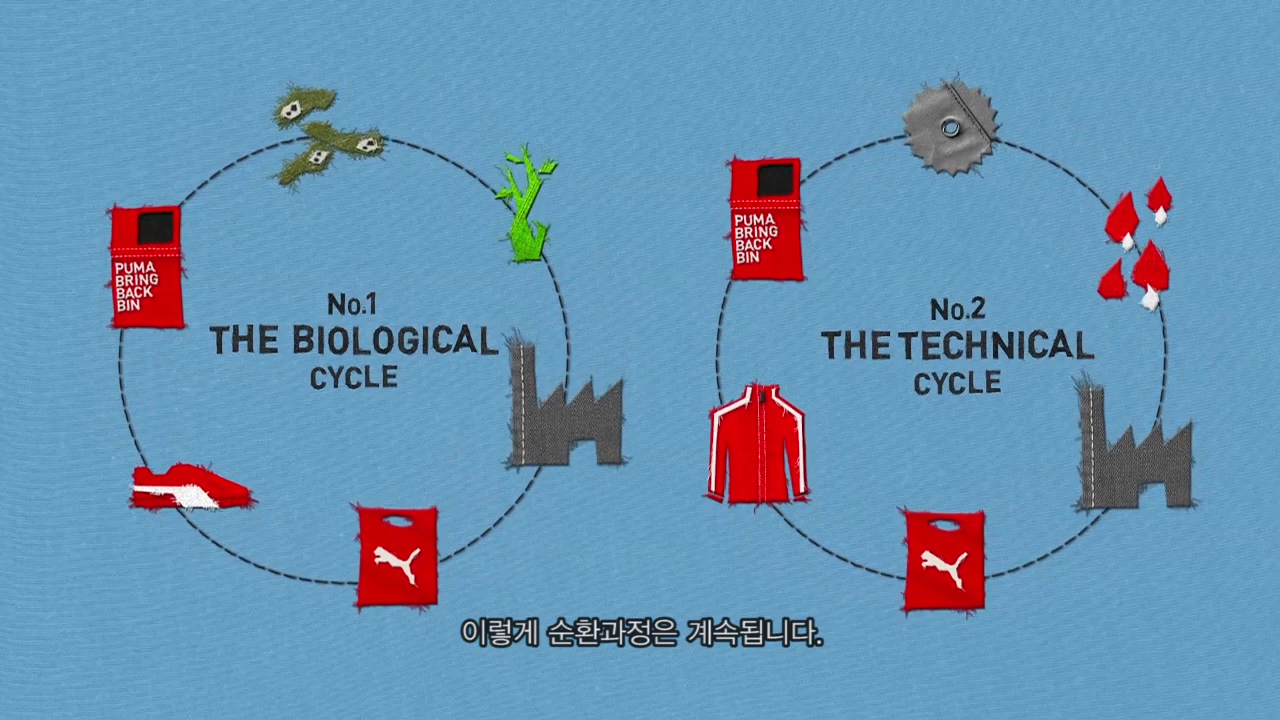 PUMA
BRING
BACK
BIN
No.1
THE BIOLOGICAL
CYCLE
PUMA
BRING
BACK
BIN
No.2
THE TECHNICAL
CYCLE
이렇게 순환과정은 계속됩니다.